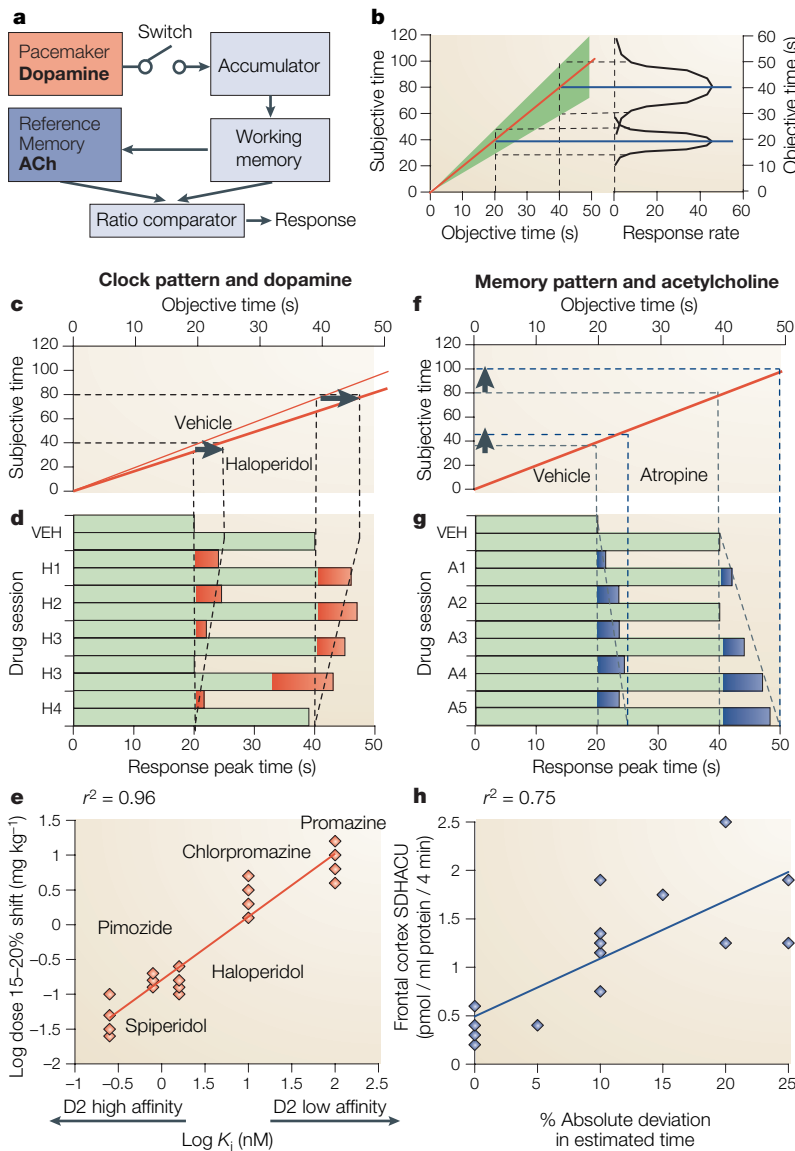 a
Switch
Pacemaker
Dopamine
Accumulator
Reference
Memory
ACh
Working
memory
Ratio comparator
Response
b
Subjective time
120
100
80
60
40
20
0
0
10
20
30
40
50
Objective time (s)
0
20
40
60
Response rate
60
50
40
30
20
10
0
Objective time (s)
Clock pattern and dopamine
c
Objective time (s)
0
10
20
30
40
50
Subjective time
120
100
80
60
40
20
0
Vehicle
Haloperidol
d
Drug session
VEH
H1
H2
H3
H3
H4
0
10
20
30
40
50
Response peak time (s)
e
r2 = 0.96
Log dose 15–20% shift (mg kg–1)
1.5
1
0.5
0
–0.5
–1
–1.5
–2
Promazine
Chlorpromazine
Pimozide
Haloperidol
Spiperidol
–1
–0.5
0
0.5
1
1.5
2
2.5
D2 high affinity
D2 low affinity
Log Ki (nM)
Memory pattern and acetylcholine
f
Objective time (s)
0
10
20
30
40
50
Subjective time
120
100
80
60
40
20
0
Vehicle
Atropine
g
Drug session
VEH
A1
A2
A3
A4
A5
0
10
20
30
40
50
Response peak time (s)
h
r2 = 0.75
Frontal cortex SDHACU
(pmol / ml protein / 4 min)
2.5
2
1.5
1
0.5
0
0
5
10
15
20
25
% Absolute deviation
in estimated time